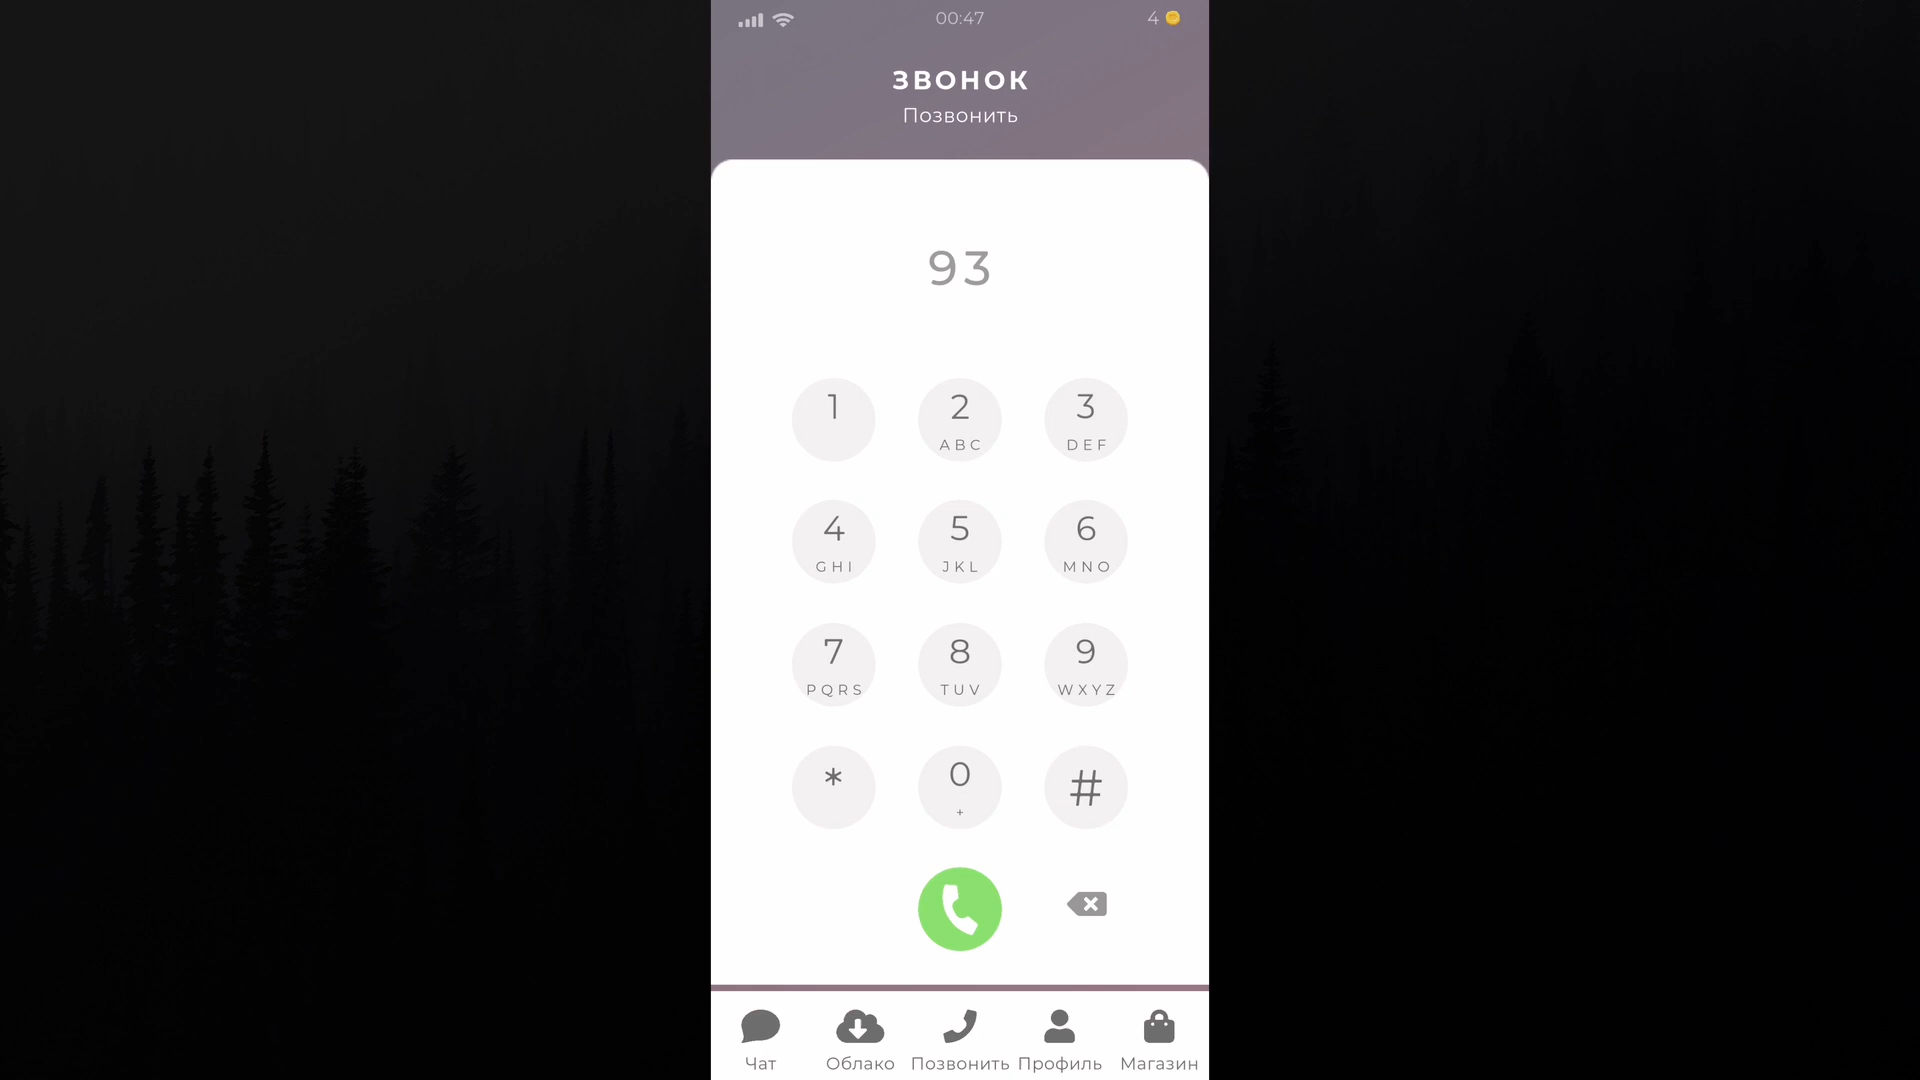 00:47
4
ЗВОНОК
Позвонить
93
1
2
3
ABC
DEF
4
5
6
GHI
JKL
MNO
7
8
9
PQRS
TUV
WXYZ
*
0
#
+
Чат
Облако
Позвонить
Профиль
Магазин